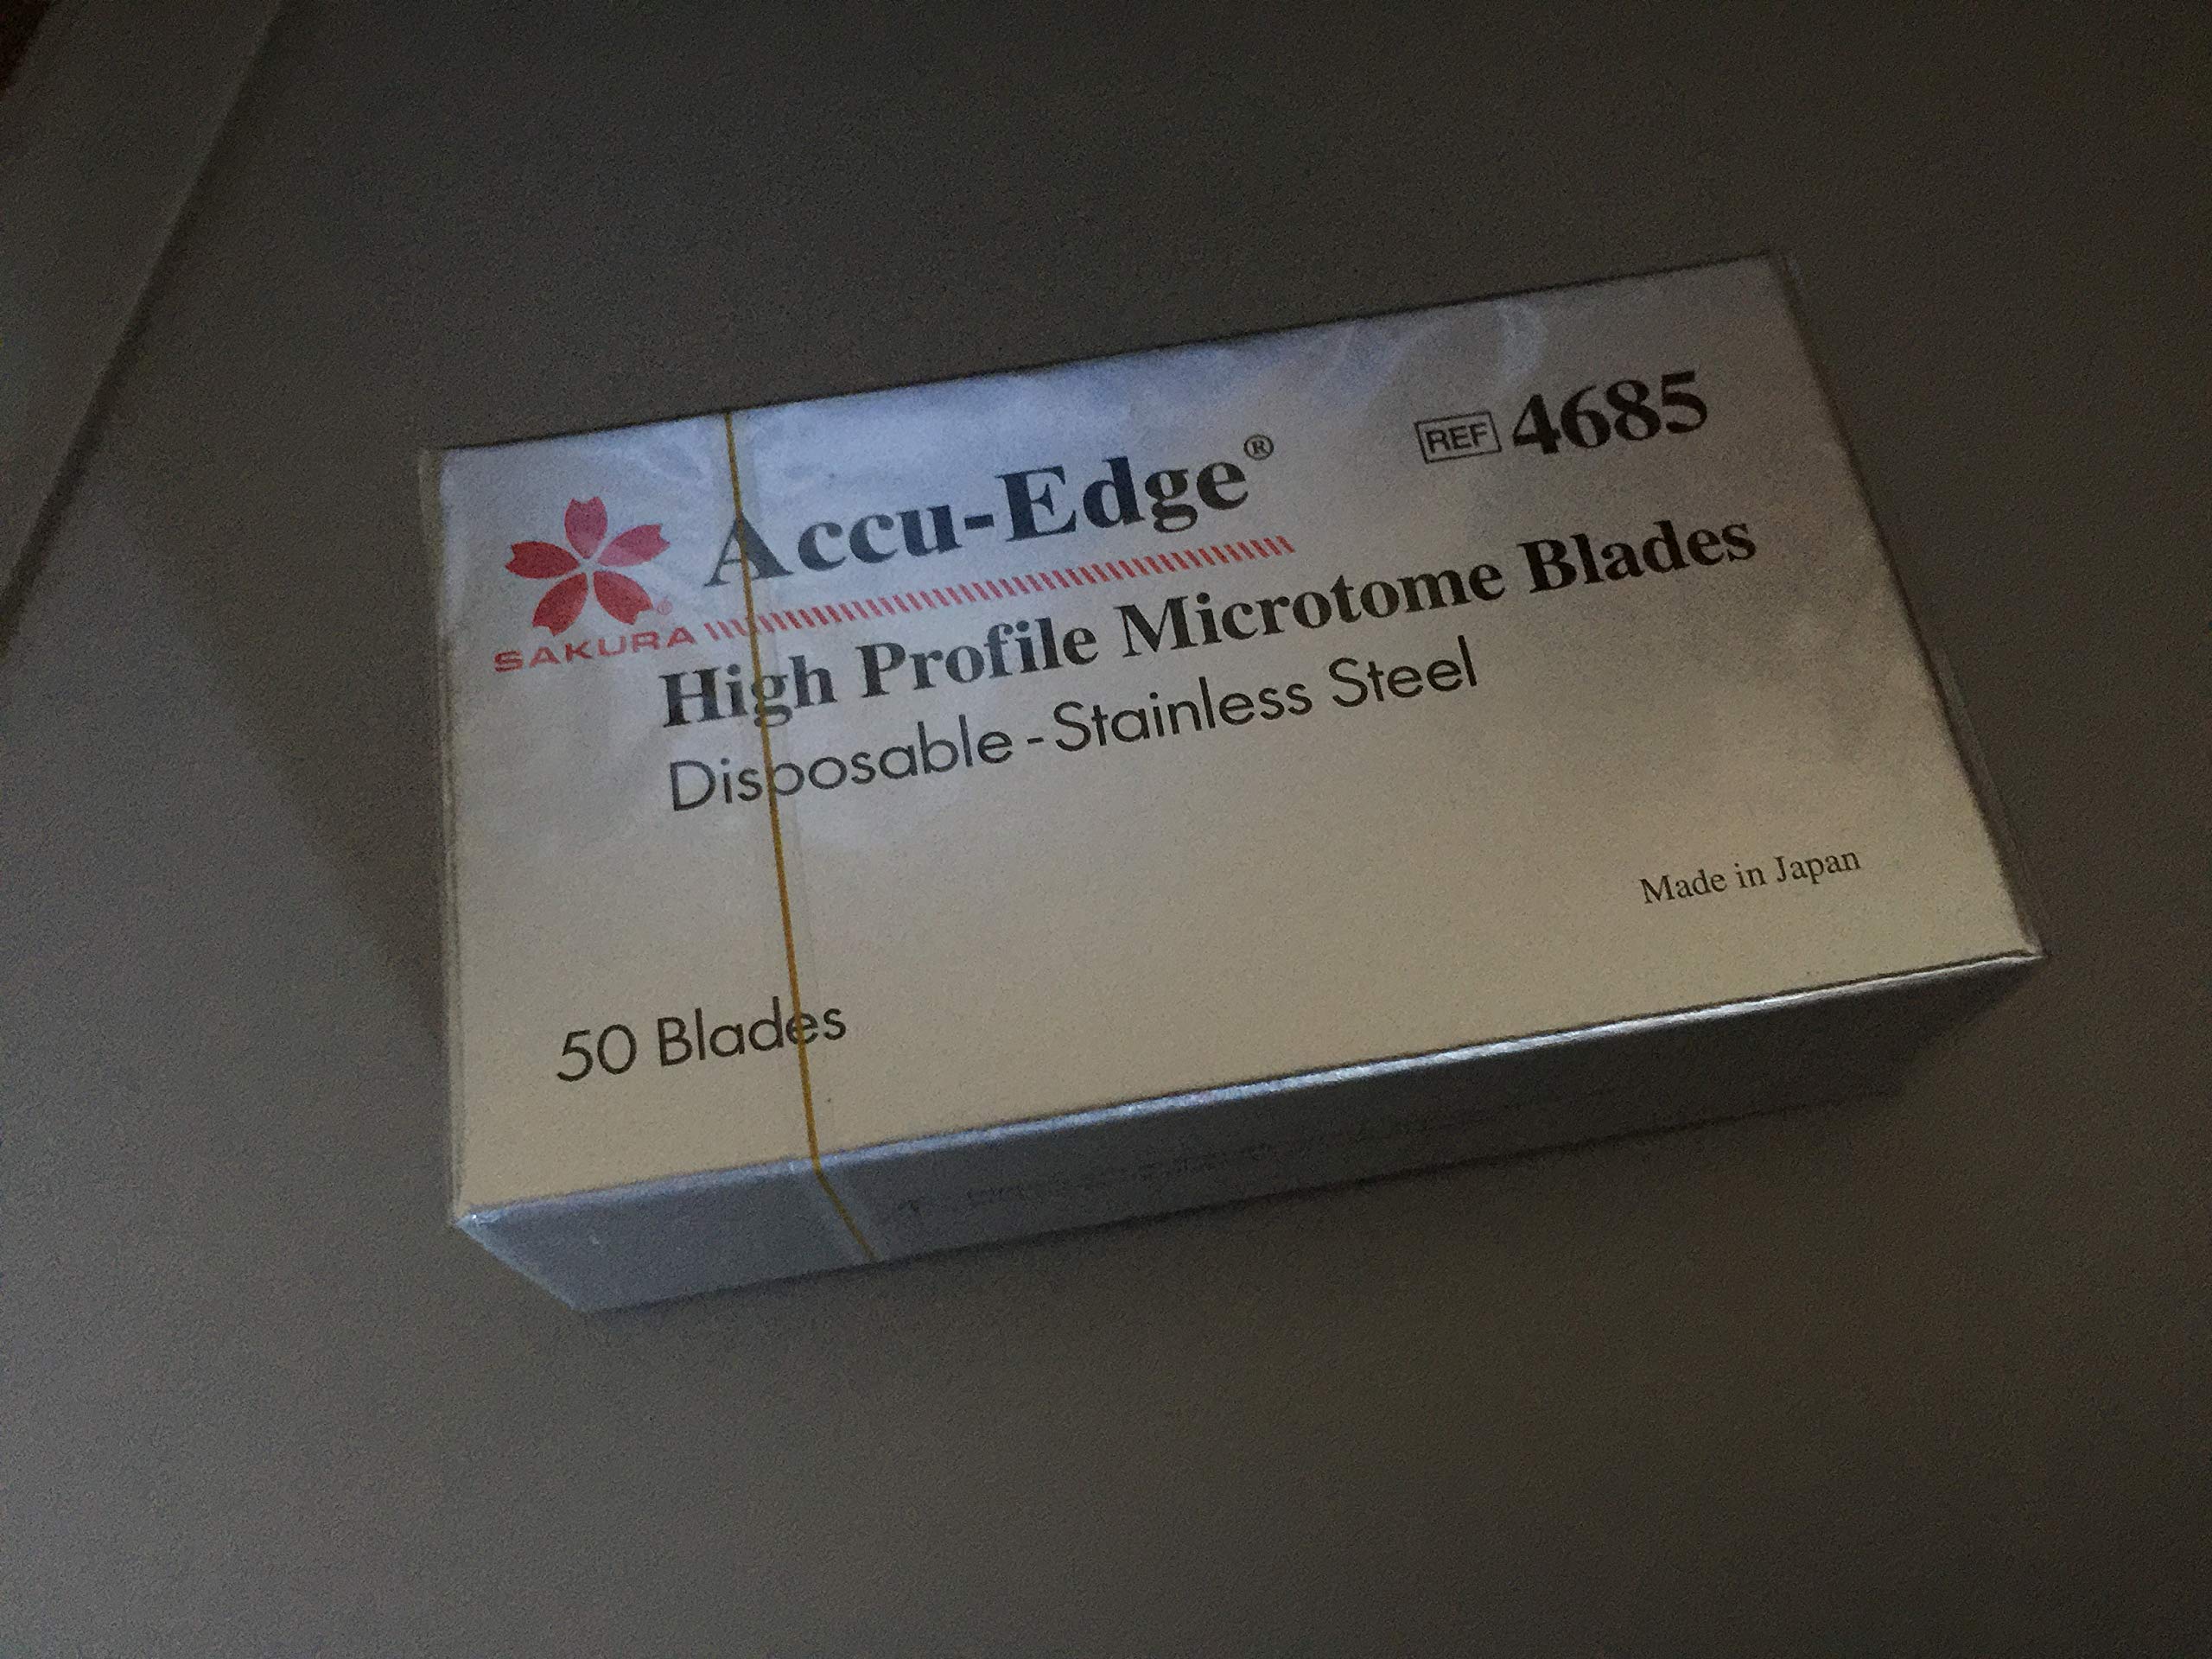 Accu-Edge®
REF 4685
SAKURA®
High Profile Microtome Blades
Disposable - Stainless Steel
Made in Japan
50 Blades